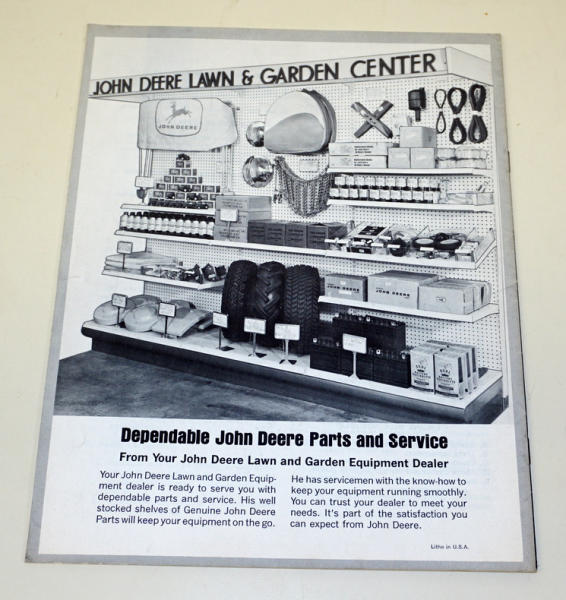 JOHN DEERE LAWN & GARDEN CENTER
JOHN DEERE
JOHN DEERE
Dependable John Deere Parts and Service
From Your John Deere Lawn and Garden Equipment Dealer
Your John Deere Lawn and Garden Equip-
ment dealer is ready to serve you with
dependable parts and service. His well
stocked shelves of Genuine John Deere
Parts will keep your equipment on the go.
He has servicemen with the know-how to
keep your equipment running smoothly.
You can trust your dealer to meet your
needs. It's part of the satisfaction you
can expect from John Deere.
Litho in U.S.A.